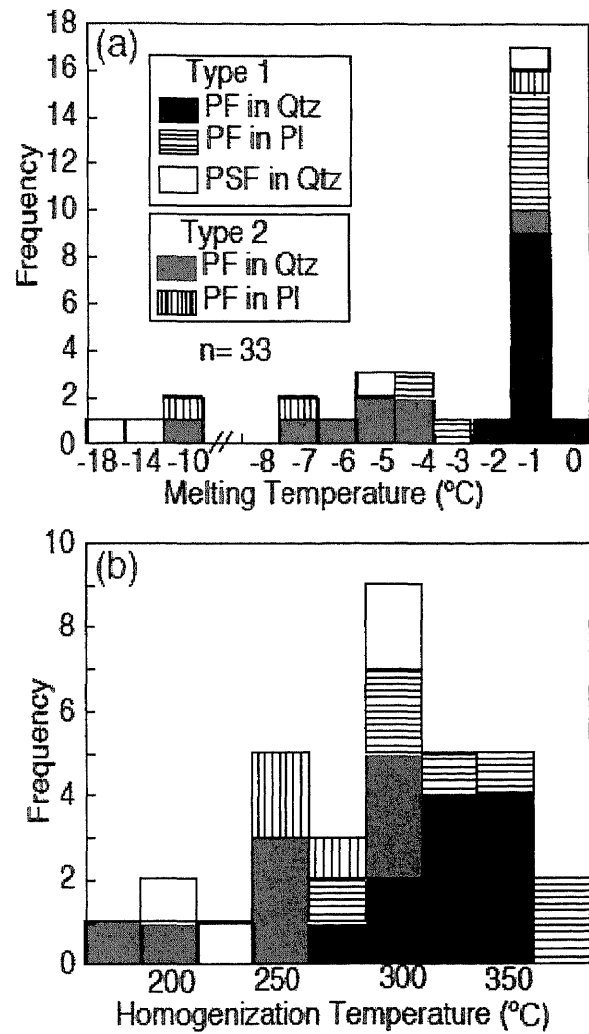 (a)
18
16
14
12
10
8
6
4
2
0
Frequency
Type 1
PF in Qtz
PF in Pl
PSF in Qtz
Type 2
PF in Qtz
PF in Pl
n= 33
-18 -14 -10 -8 -7 -6 -5 -4 -3 -2 -1 0
Melting Temperature (ºC)
(b)
10
8
6
4
2
0
Frequency
200 250 300 350
Homogenization Temperature (ºC)